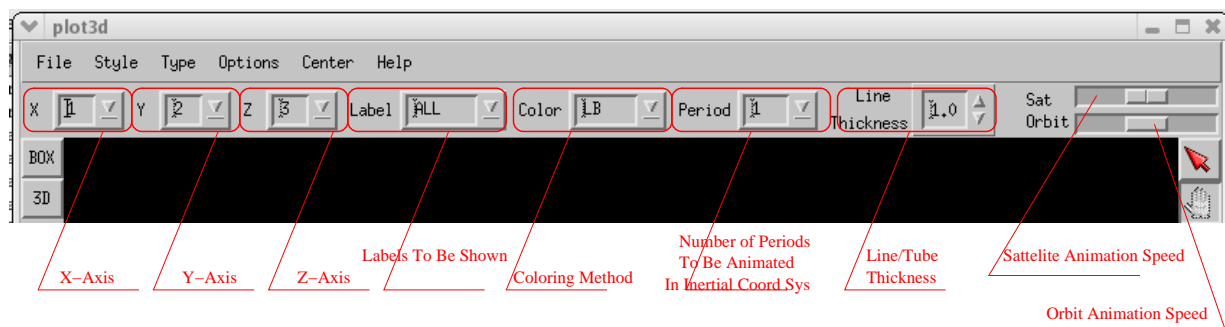 plot3d
File Style Type Options Center Help
X 1 Y 2 Z 3 Label ALL Color LB Period 1 Line Thickness 1.0 Sat
Orbit
BOX
3D
X-Axis
Y-Axis
Z-Axis
Labels To Be Shown
Coloring Method
Number of Periods
To Be Animated
In Inertial Coord Sys
Line/Tube
Thickness
Sattelite Animation Speed
Orbit Animation Speed